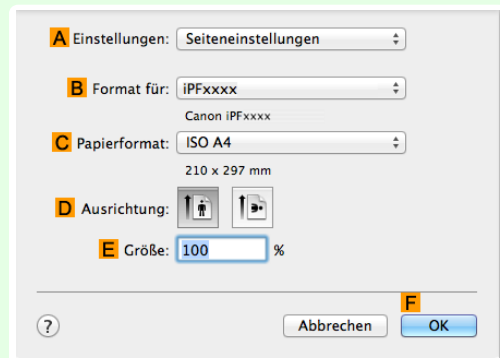 A Einstellungen: Seiteneinstellungen
B Format für: iPFxxxx
Canon iPFxxxx
C Papierformat: ISO A4
210 x 297 mm
D Ausrichtung:
E Größe: 100 %
F
? Abbrechen OK